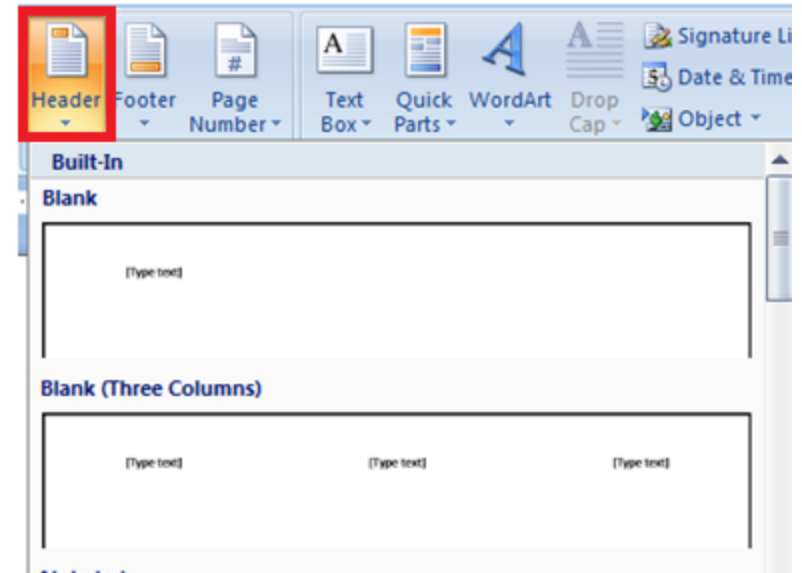 Header Footer Page Number Text Box Quick Parts WordArt Drop Cap
Signature Li
Date & Time
Object
Built-In
Blank
[Type text]
Blank (Three Columns)
[Type text] [Type text] [Type text]